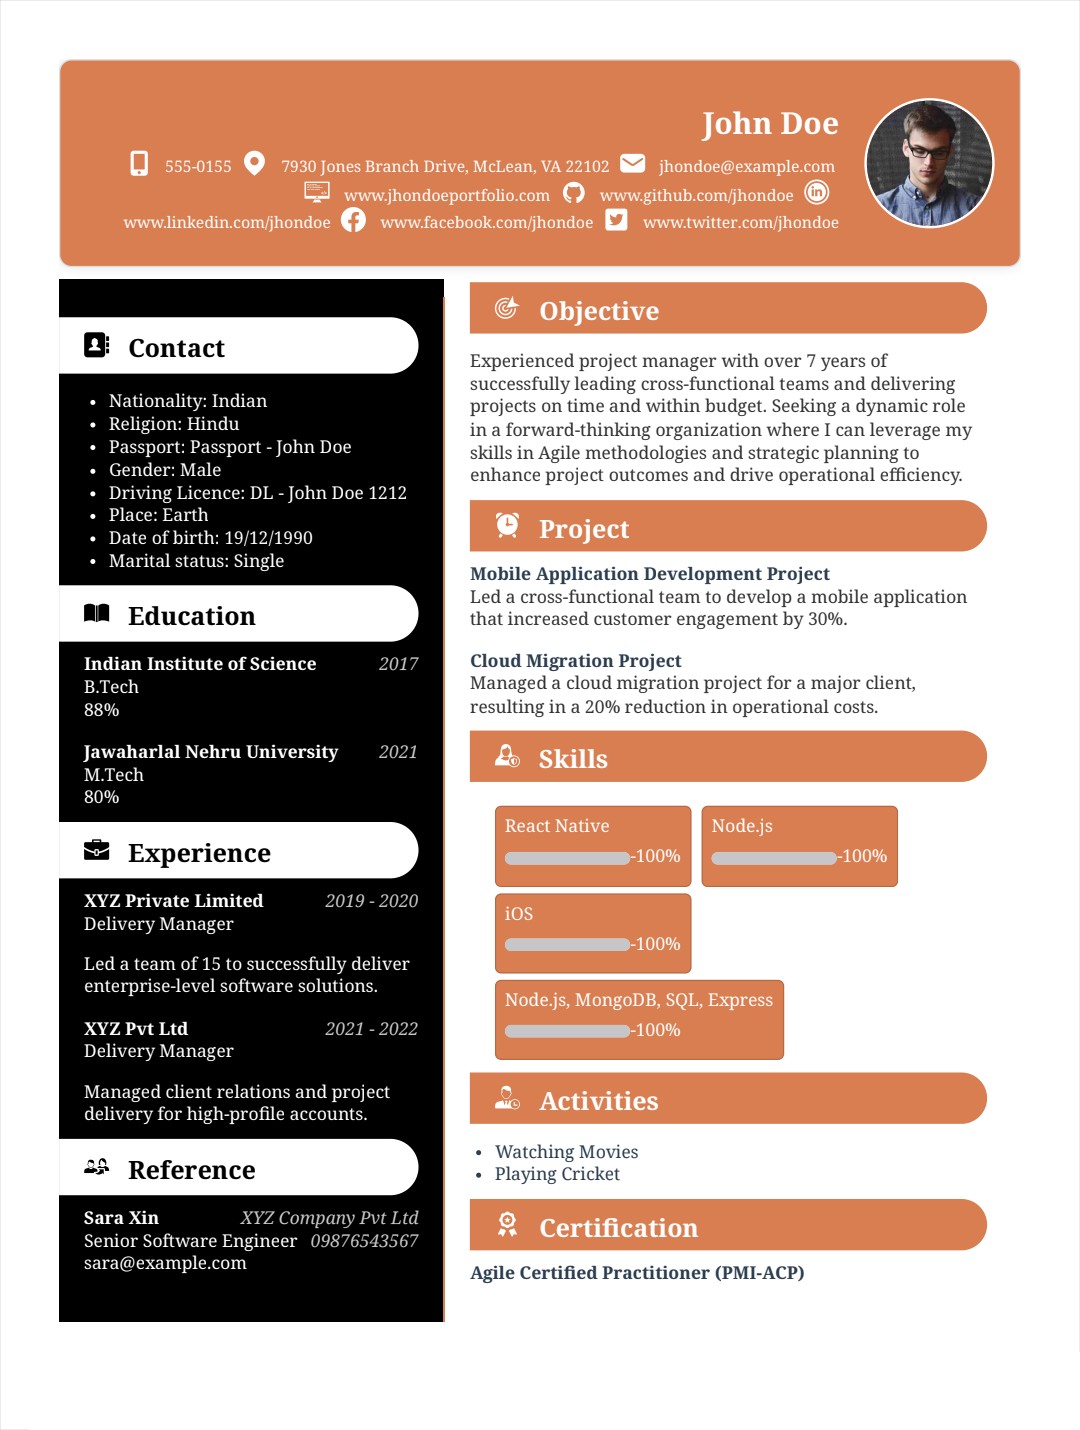 John Doe
555-0155 7930 Jones Branch Drive, McLean, VA 22102 jhondoe@example.com
www.jhondoeportfolio.com www.github.com/jhondoe
www.linkedin.com/jhondoe www.facebook.com/jhondoe www.twitter.com/jhondoe
Contact
• Nationality: Indian
• Religion: Hindu
• Passport: Passport - John Doe
• Gender: Male
• Driving Licence: DL - John Doe 1212
• Place: Earth
• Date of birth: 19/12/1990
• Marital status: Single
Education
Indian Institute of Science 2017
B.Tech
88%
Jawaharlal Nehru University 2021
M.Tech
80%
Experience
XYZ Private Limited 2019 - 2020
Delivery Manager
Led a team of 15 to successfully deliver
enterprise-level software solutions.
XYZ Pvt Ltd 2021 - 2022
Delivery Manager
Managed client relations and project
delivery for high-profile accounts.
Reference
Sara Xin XYZ Company Pvt Ltd
Senior Software Engineer 09876543567
sara@example.com
Objective
Experienced project manager with over 7 years of
successfully leading cross-functional teams and delivering
projects on time and within budget. Seeking a dynamic role
in a forward-thinking organization where I can leverage my
skills in Agile methodologies and strategic planning to
enhance project outcomes and drive operational efficiency.
Project
Mobile Application Development Project
Led a cross-functional team to develop a mobile application
that increased customer engagement by 30%.
Cloud Migration Project
Managed a cloud migration project for a major client,
resulting in a 20% reduction in operational costs.
Skills
React Native
-100%
Node.js
-100%
iOS
-100%
Node.js, MongoDB, SQL, Express
-100%
Activities
• Watching Movies
• Playing Cricket
Certification
Agile Certified Practitioner (PMI-ACP)